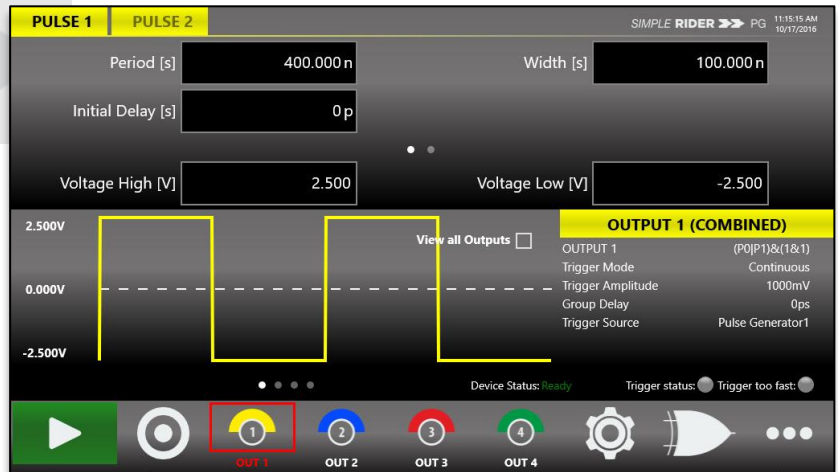 PULSE 1 PULSE 2 SIMPLE RIDER PG 11:15:15 AM
10/17/2016
Period [s] 400.000 n Width [s] 100.000 n
Initial Delay [s] 0 p
Voltage High [V] 2.500 Voltage Low [V] -2.500
2.500V
View all Outputs
0.000V
-2.500V
OUTPUT 1 (COMBINED)
OUTPUT 1 (P0|P1)&(1&1)
Trigger Mode Continuous
Trigger Amplitude 1000mV
Group Delay 0ps
Trigger Source Pulse Generator1
Device Status: Ready Trigger status: Trigger too fast:
1 2 3 4
OUT 1 OUT 2 OUT 3 OUT 4